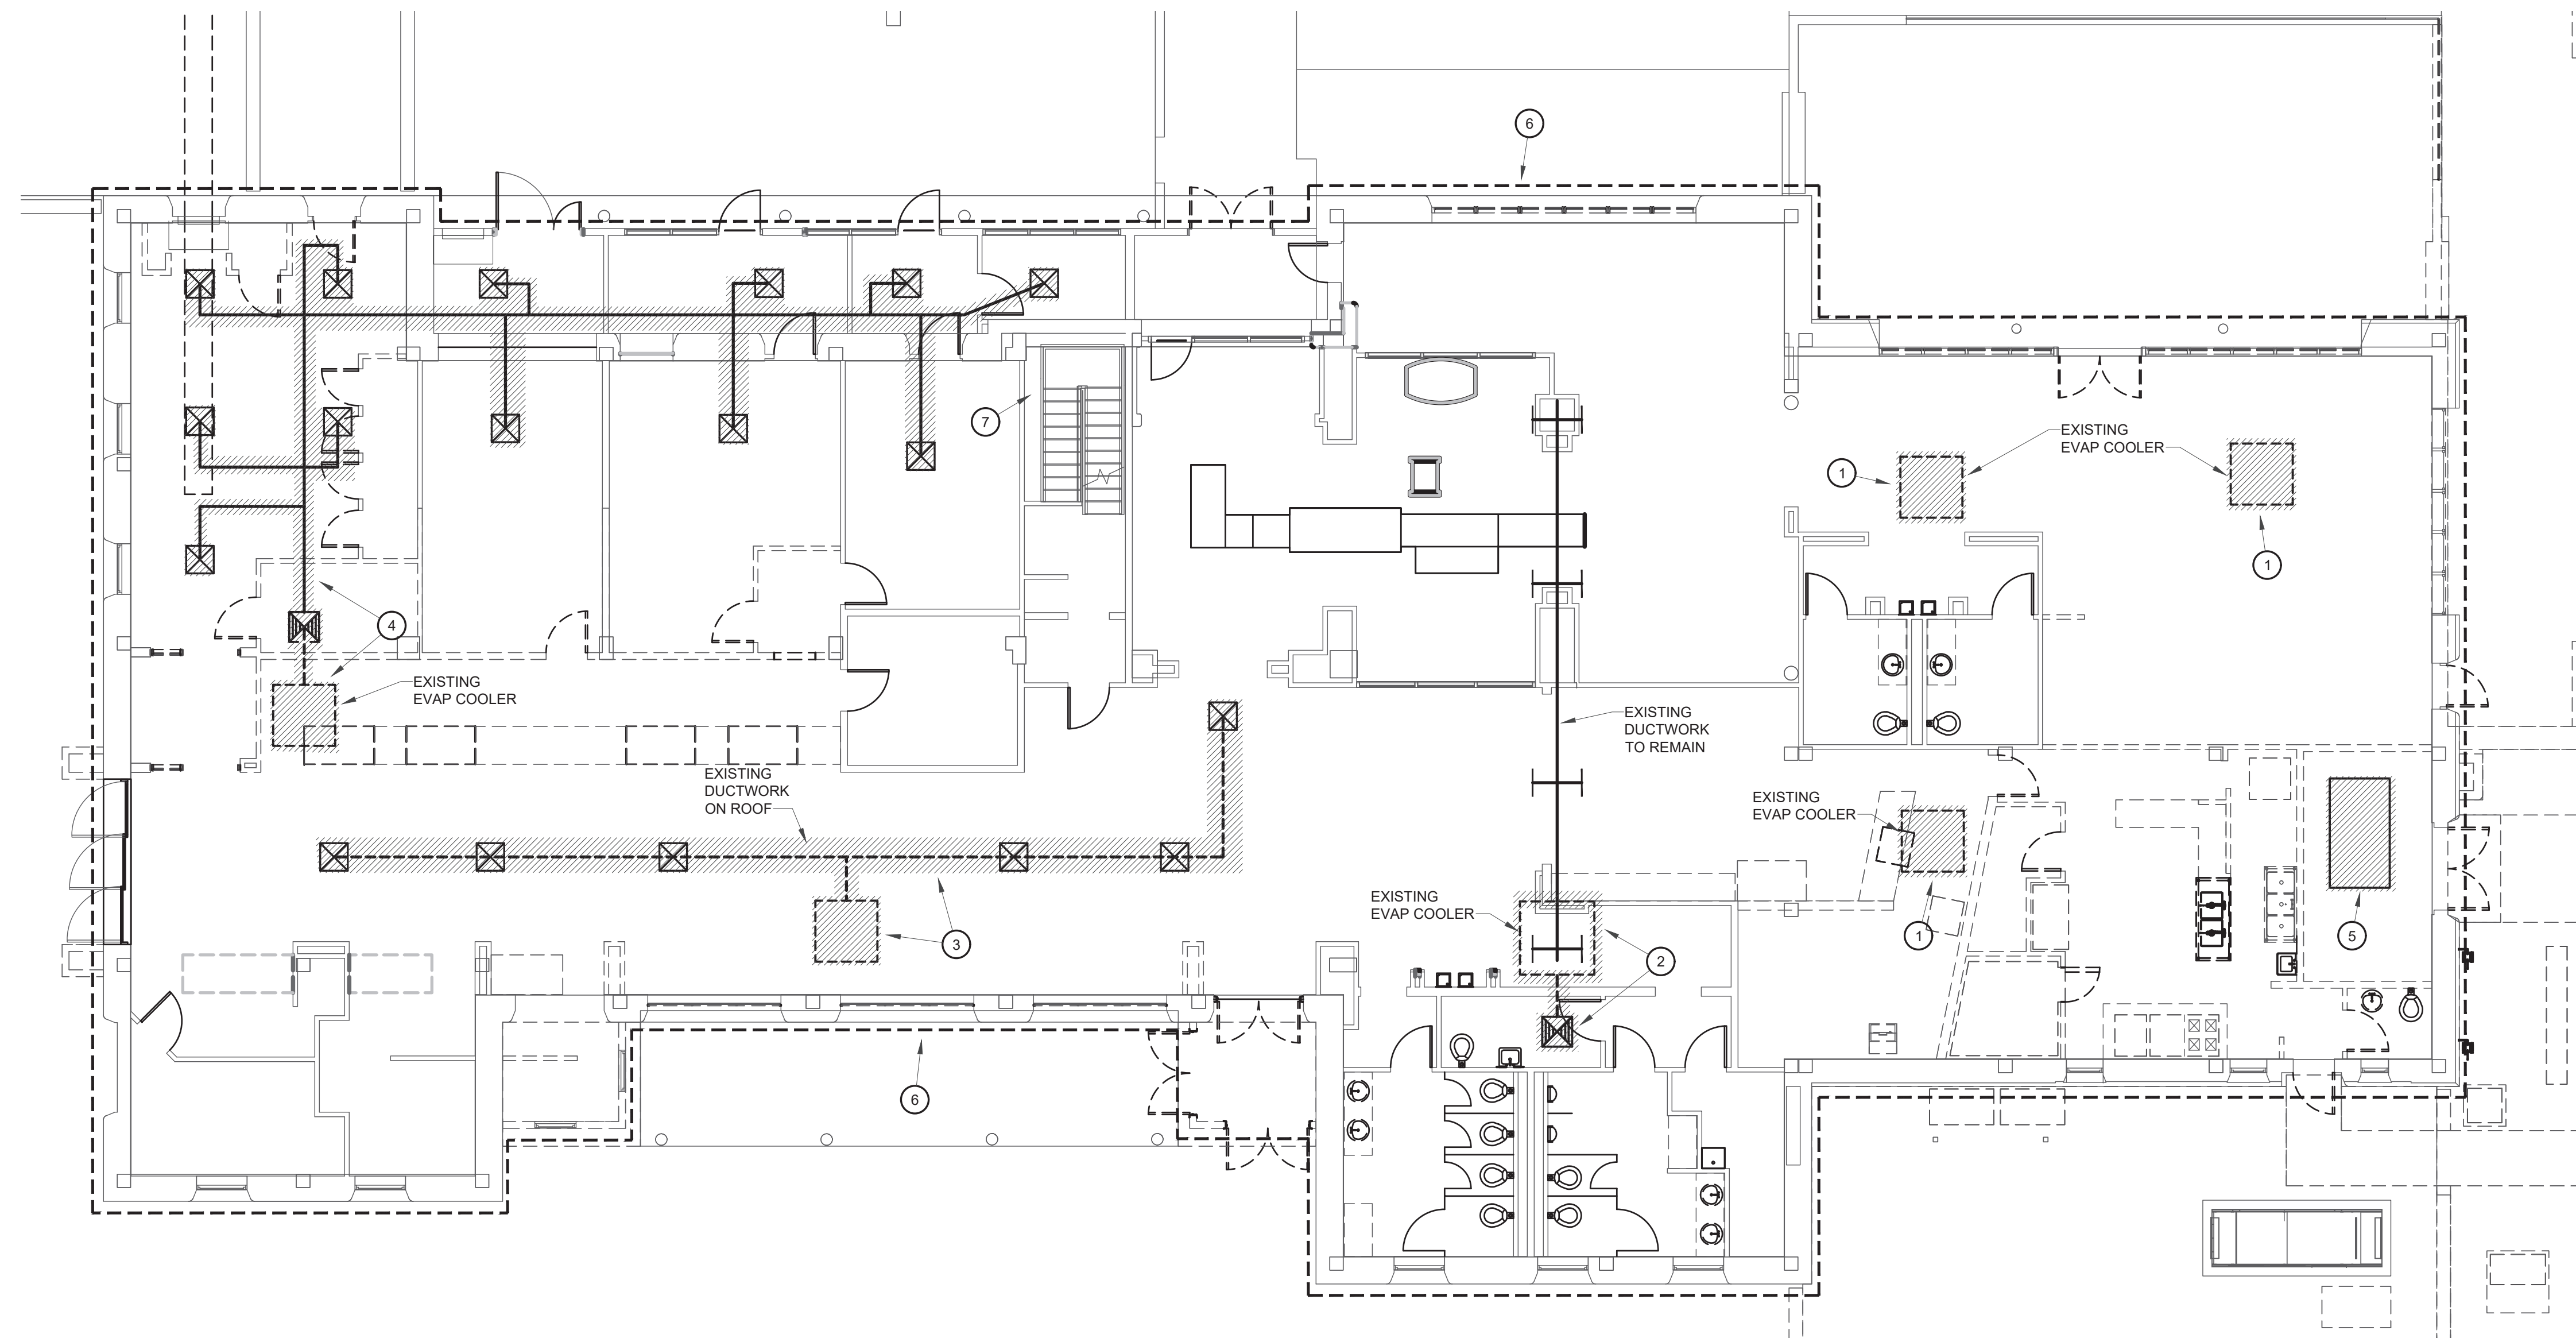 6
7
EXISTING
EVAP COOLER
1
1
4
EXISTING
EVAP COOLER
EXISTING
DUCTWORK
TO REMAIN
EXISTING
DUCTWORK
ON ROOF
EXISTING
EVAP COOLER
EXISTING
EVAP COOLER
3
2
1
5
6